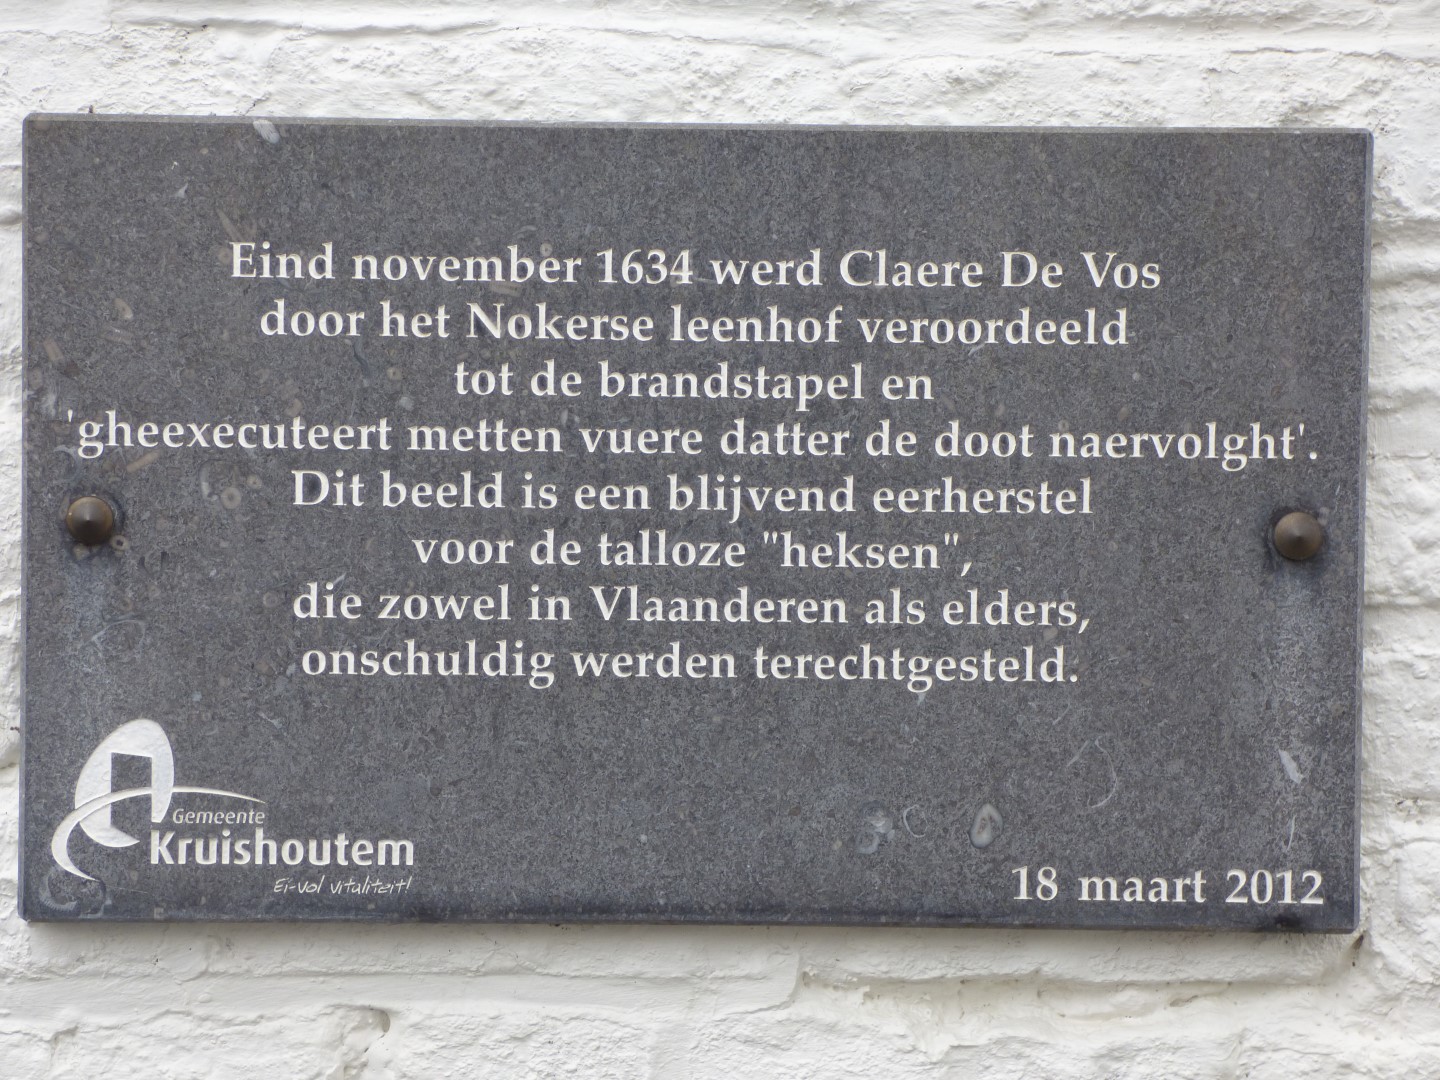 Eind november 1634 werd Claere De Vos
door het Nokerse leenhof veroordeeld
tot de brandstapel en
'gheexecuteert metten vuere datter de doot naervolght'.
Dit beeld is een blijvend eerherstel
voor de talloze "heksen",
die zowel in Vlaanderen als elders,
onschuldig werden terechtgesteld.
Gemeente
Kruishoutem
Ei-vol vitaliteit!
18 maart 2012